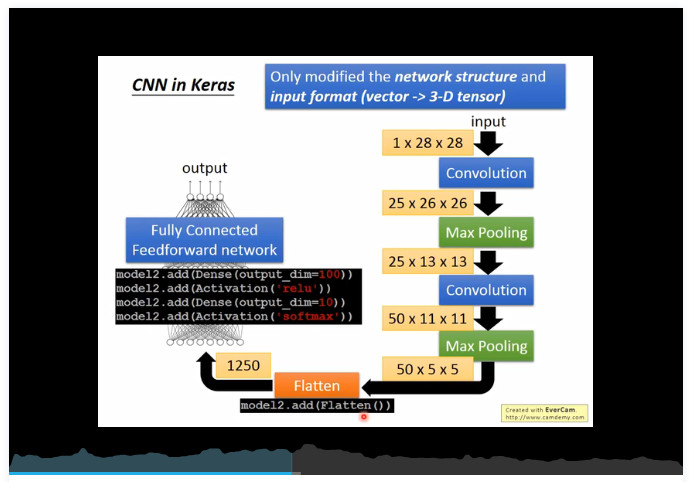 CNN in Keras
Only modified the network structure and
input format (vector -> 3-D tensor)
input
1 x 28 x 28
Convolution
25 x 26 x 26
Max Pooling
25 x 13 x 13
Convolution
50 x 11 x 11
Max Pooling
50 x 5 x 5
Flatten
model2.add(Flatten())
1250
output
Fully Connected
Feedforward network
model2.add(Dense(output_dim=100))
model2.add(Activation('relu'))
model2.add(Dense(output_dim=10))
model2.add(Activation('softmax'))
Created with EverCam.
http://www.camdemy.com